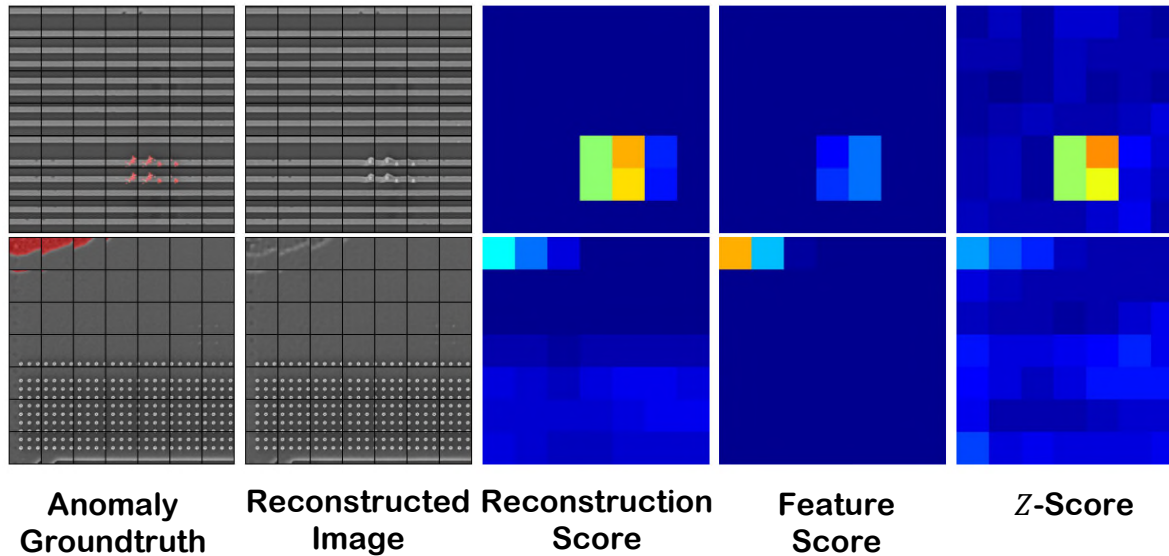 Anomaly
Groundtruth
Reconstructed
Image
Reconstruction
Score
Feature
Score
Z-Score